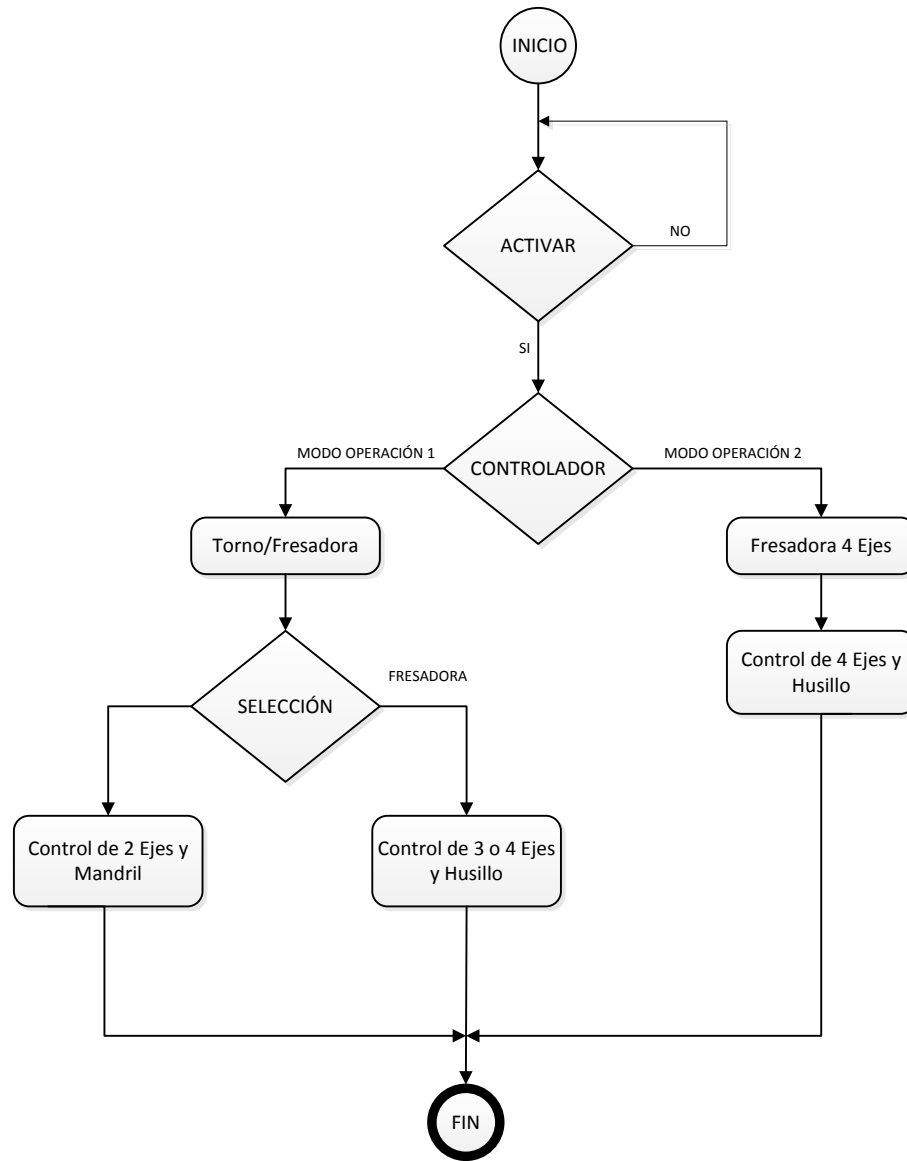 INICIO
ACTIVAR
NO
SI
MODO OPERACIÓN 1
CONTROLADOR
MODO OPERACIÓN 2
Torno/Fresadora
Fresadora 4 Ejes
SELECCIÓN
FRESADORA
Control de 4 Ejes y
Husillo
Control de 2 Ejes y
Mandril
Control de 3 o 4 Ejes
y Husillo
FIN